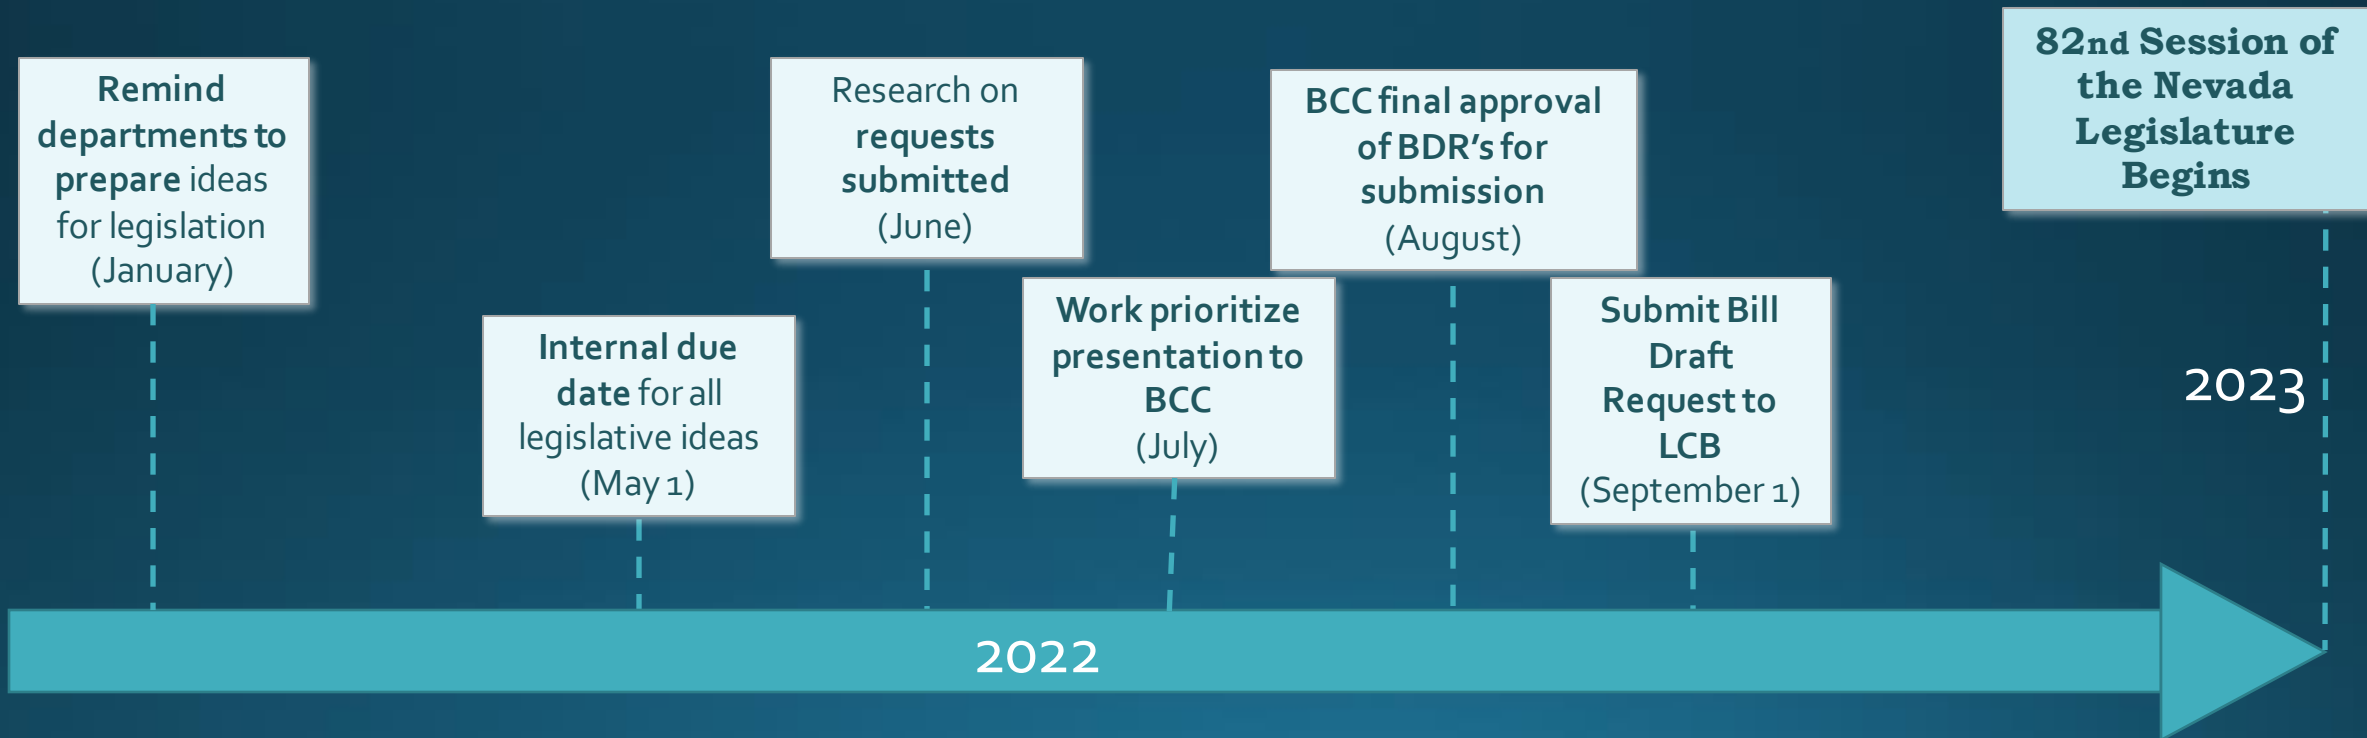 Remind
departments to
prepare ideas
for legislation
(January)
Internal due
date for all
legislative ideas
(May 1)
Research on
requests
submitted
(June)
Work prioritize
presentation to
BCC
(July)
BCC final approval
of BDR’s for
submission
(August)
Submit Bill
Draft
Request to
LCB
(September 1)
82nd Session of
the Nevada
Legislature
Begins
2023
2022